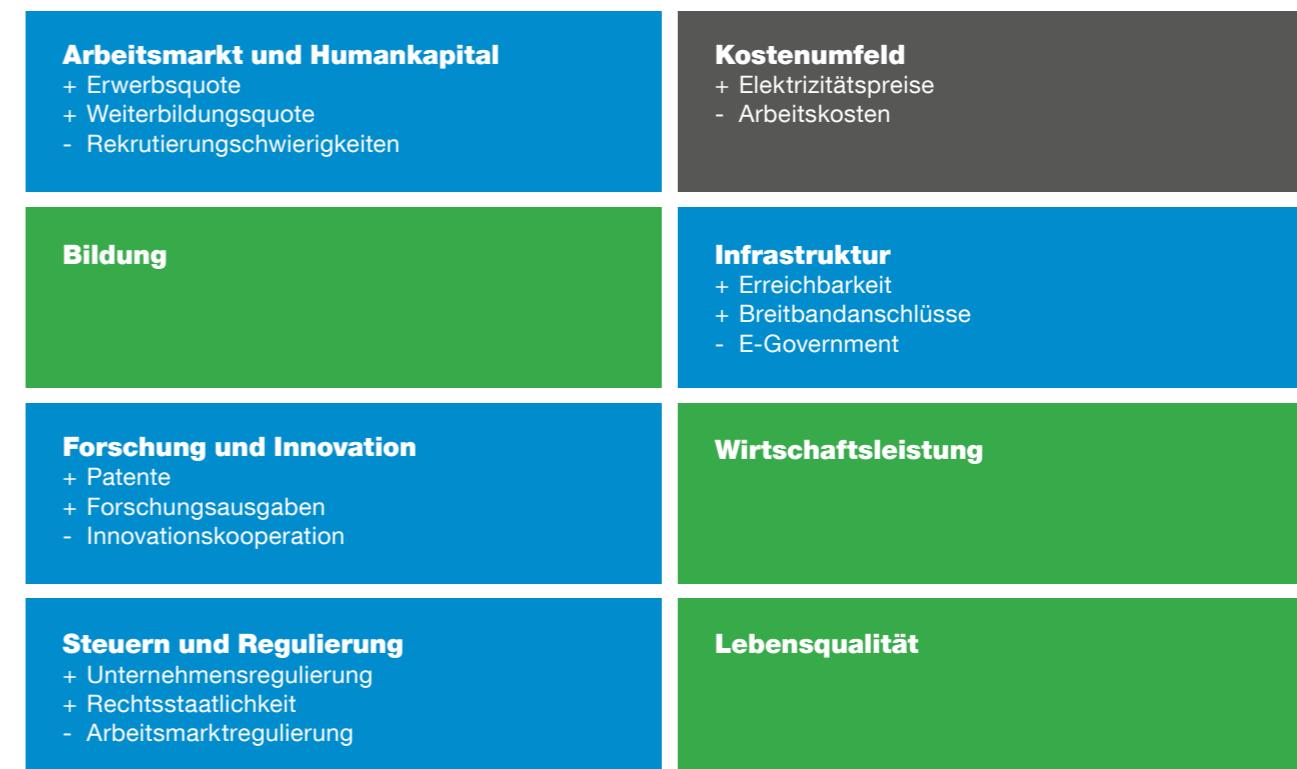 Arbeitsmarkt und Humankapital
+ Erwerbsquote
+ Weiterbildungsquote
- Rekrutierungschwierigkeiten
Kostenumfeld
+ Elektrizitätspreise
- Arbeitskosten
Bildung
Infrastruktur
+ Erreichbarkeit
+ Breitbandanschlüsse
- E-Government
Forschung und Innovation
+ Patente
+ Forschungsausgaben
- Innovationskooperation
Wirtschaftsleistung
Steuern und Regulierung
+ Unternehmensregulierung
+ Rechtsstaatlichkeit
- Arbeitsmarktregulierung
Lebensqualität